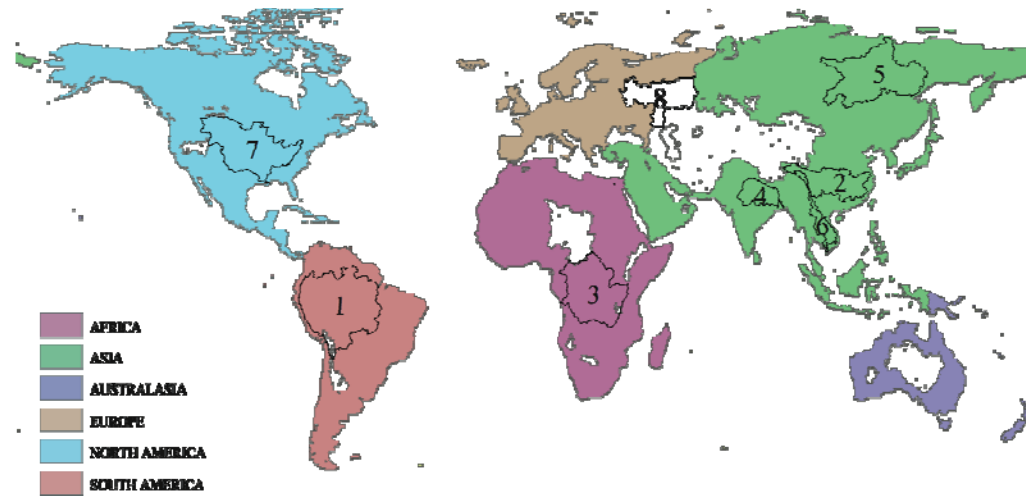 5
8
7
2
4
6
3
1
AFRICA
ASIA
AUSTRALASIA
EUROPE
NORTH AMERICA
SOUTH AMERICA